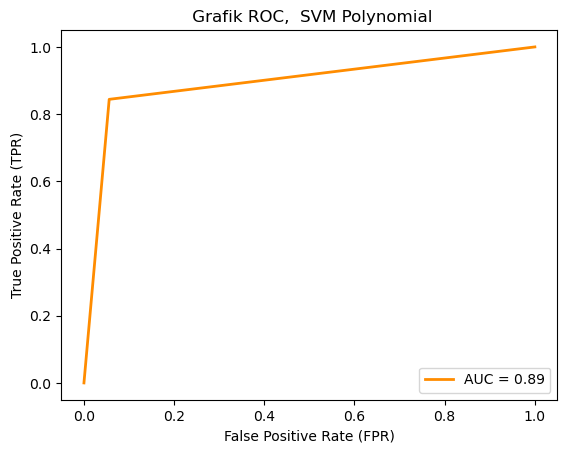 Grafik ROC,  SVM Polynomial
True Positive Rate (TPR)
1.0
0.8
0.6
0.4
0.2
0.0
AUC = 0.89
0.0 0.2 0.4 0.6 0.8 1.0
False Positive Rate (FPR)